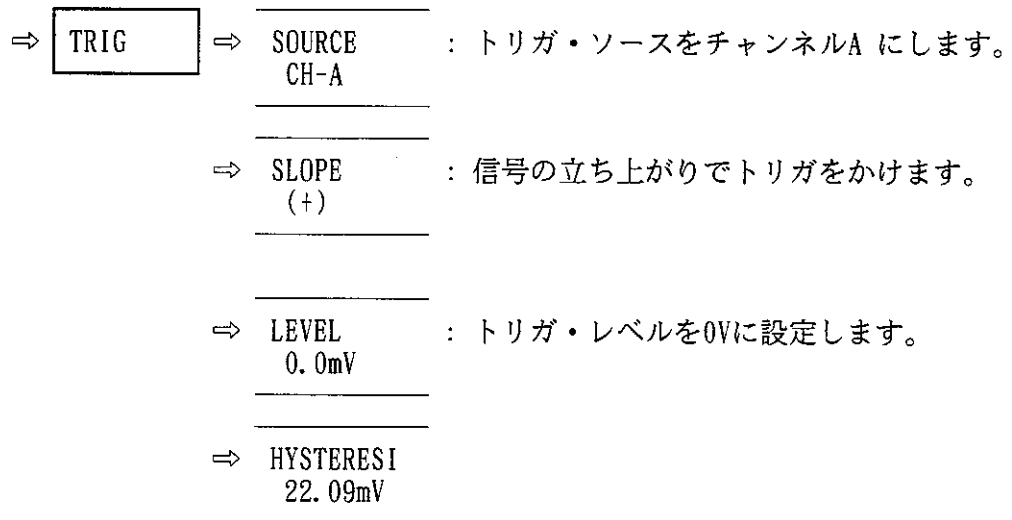 ⇒ TRIG ⇒ SOURCE : トリガ・ソースをチャンネルA にします。
CH-A
⇒ SLOPE : 信号の立ち上がりでトリガをかけます。
(+)
⇒ LEVEL : トリガ・レベルを0Vに設定します。
0.0mV
⇒ HYSTERESI
22.09mV